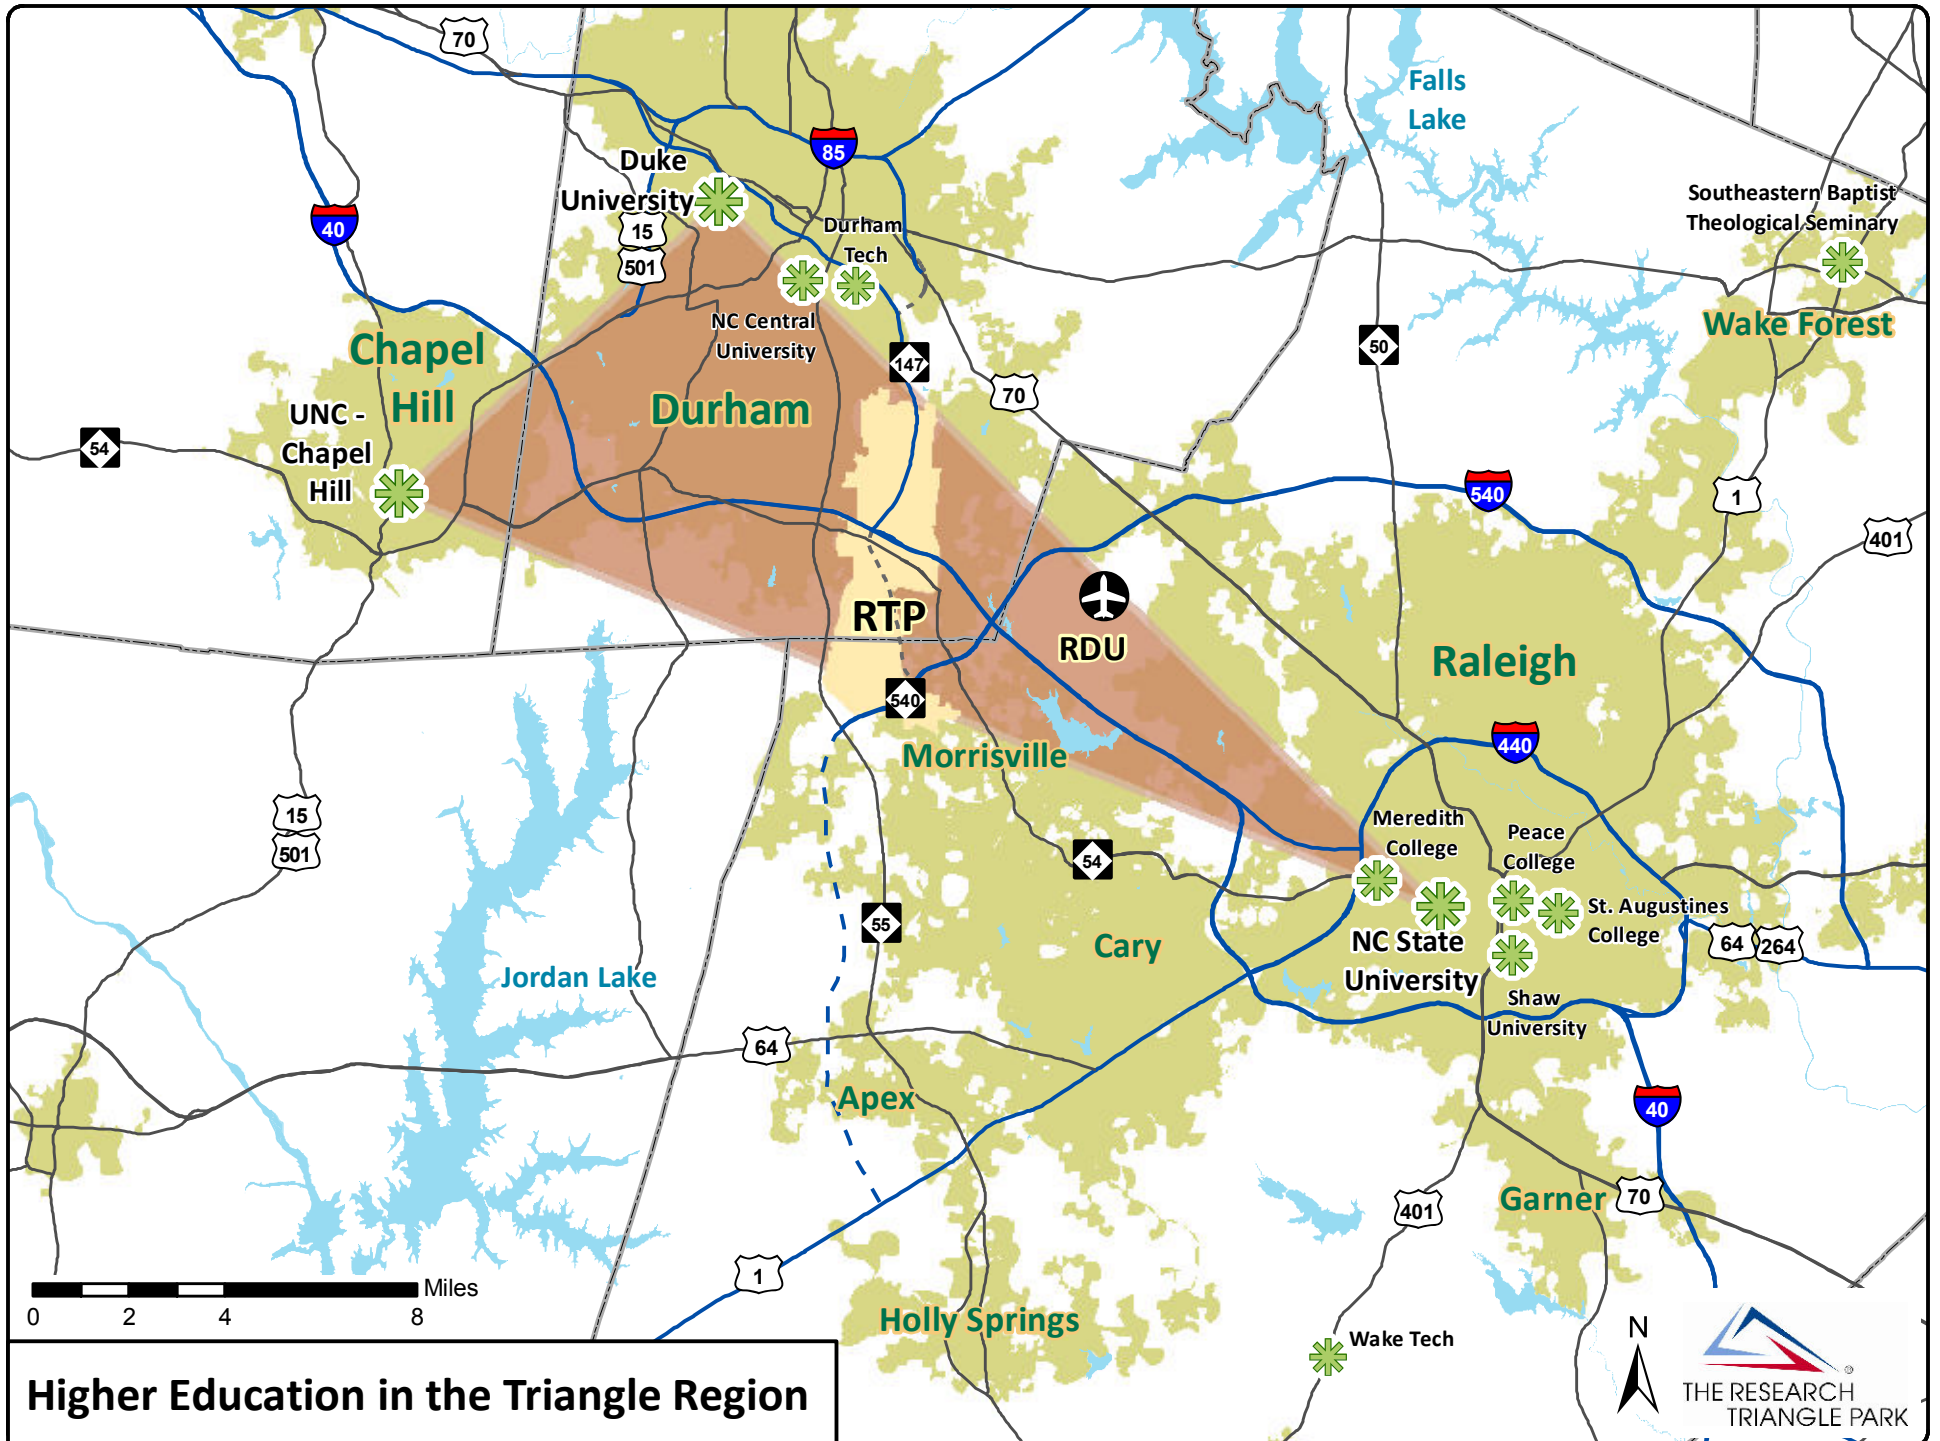 70
Falls
Lake
85
Duke
University
Southeastern Baptist
Theological Seminary
40
15
501
Durham
Tech
NC Central
University
Wake Forest
Chapel
Hill
147
50
70
UNC -
Chapel
Hill
Durham
54
540
1
401
RTP
RDU
Raleigh
540
440
Morrisville
15
501
Meredith
College
Peace
College
54
55
St. Augustines
College
Cary
NC State
University
64
264
Jordan Lake
Shaw
University
64
Apex
40
Garner
70
401
1
Miles
0
2
4
8
Holly Springs
Wake Tech
N
®
THE RESEARCH
TRIANGLE PARK
Higher Education in the Triangle Region